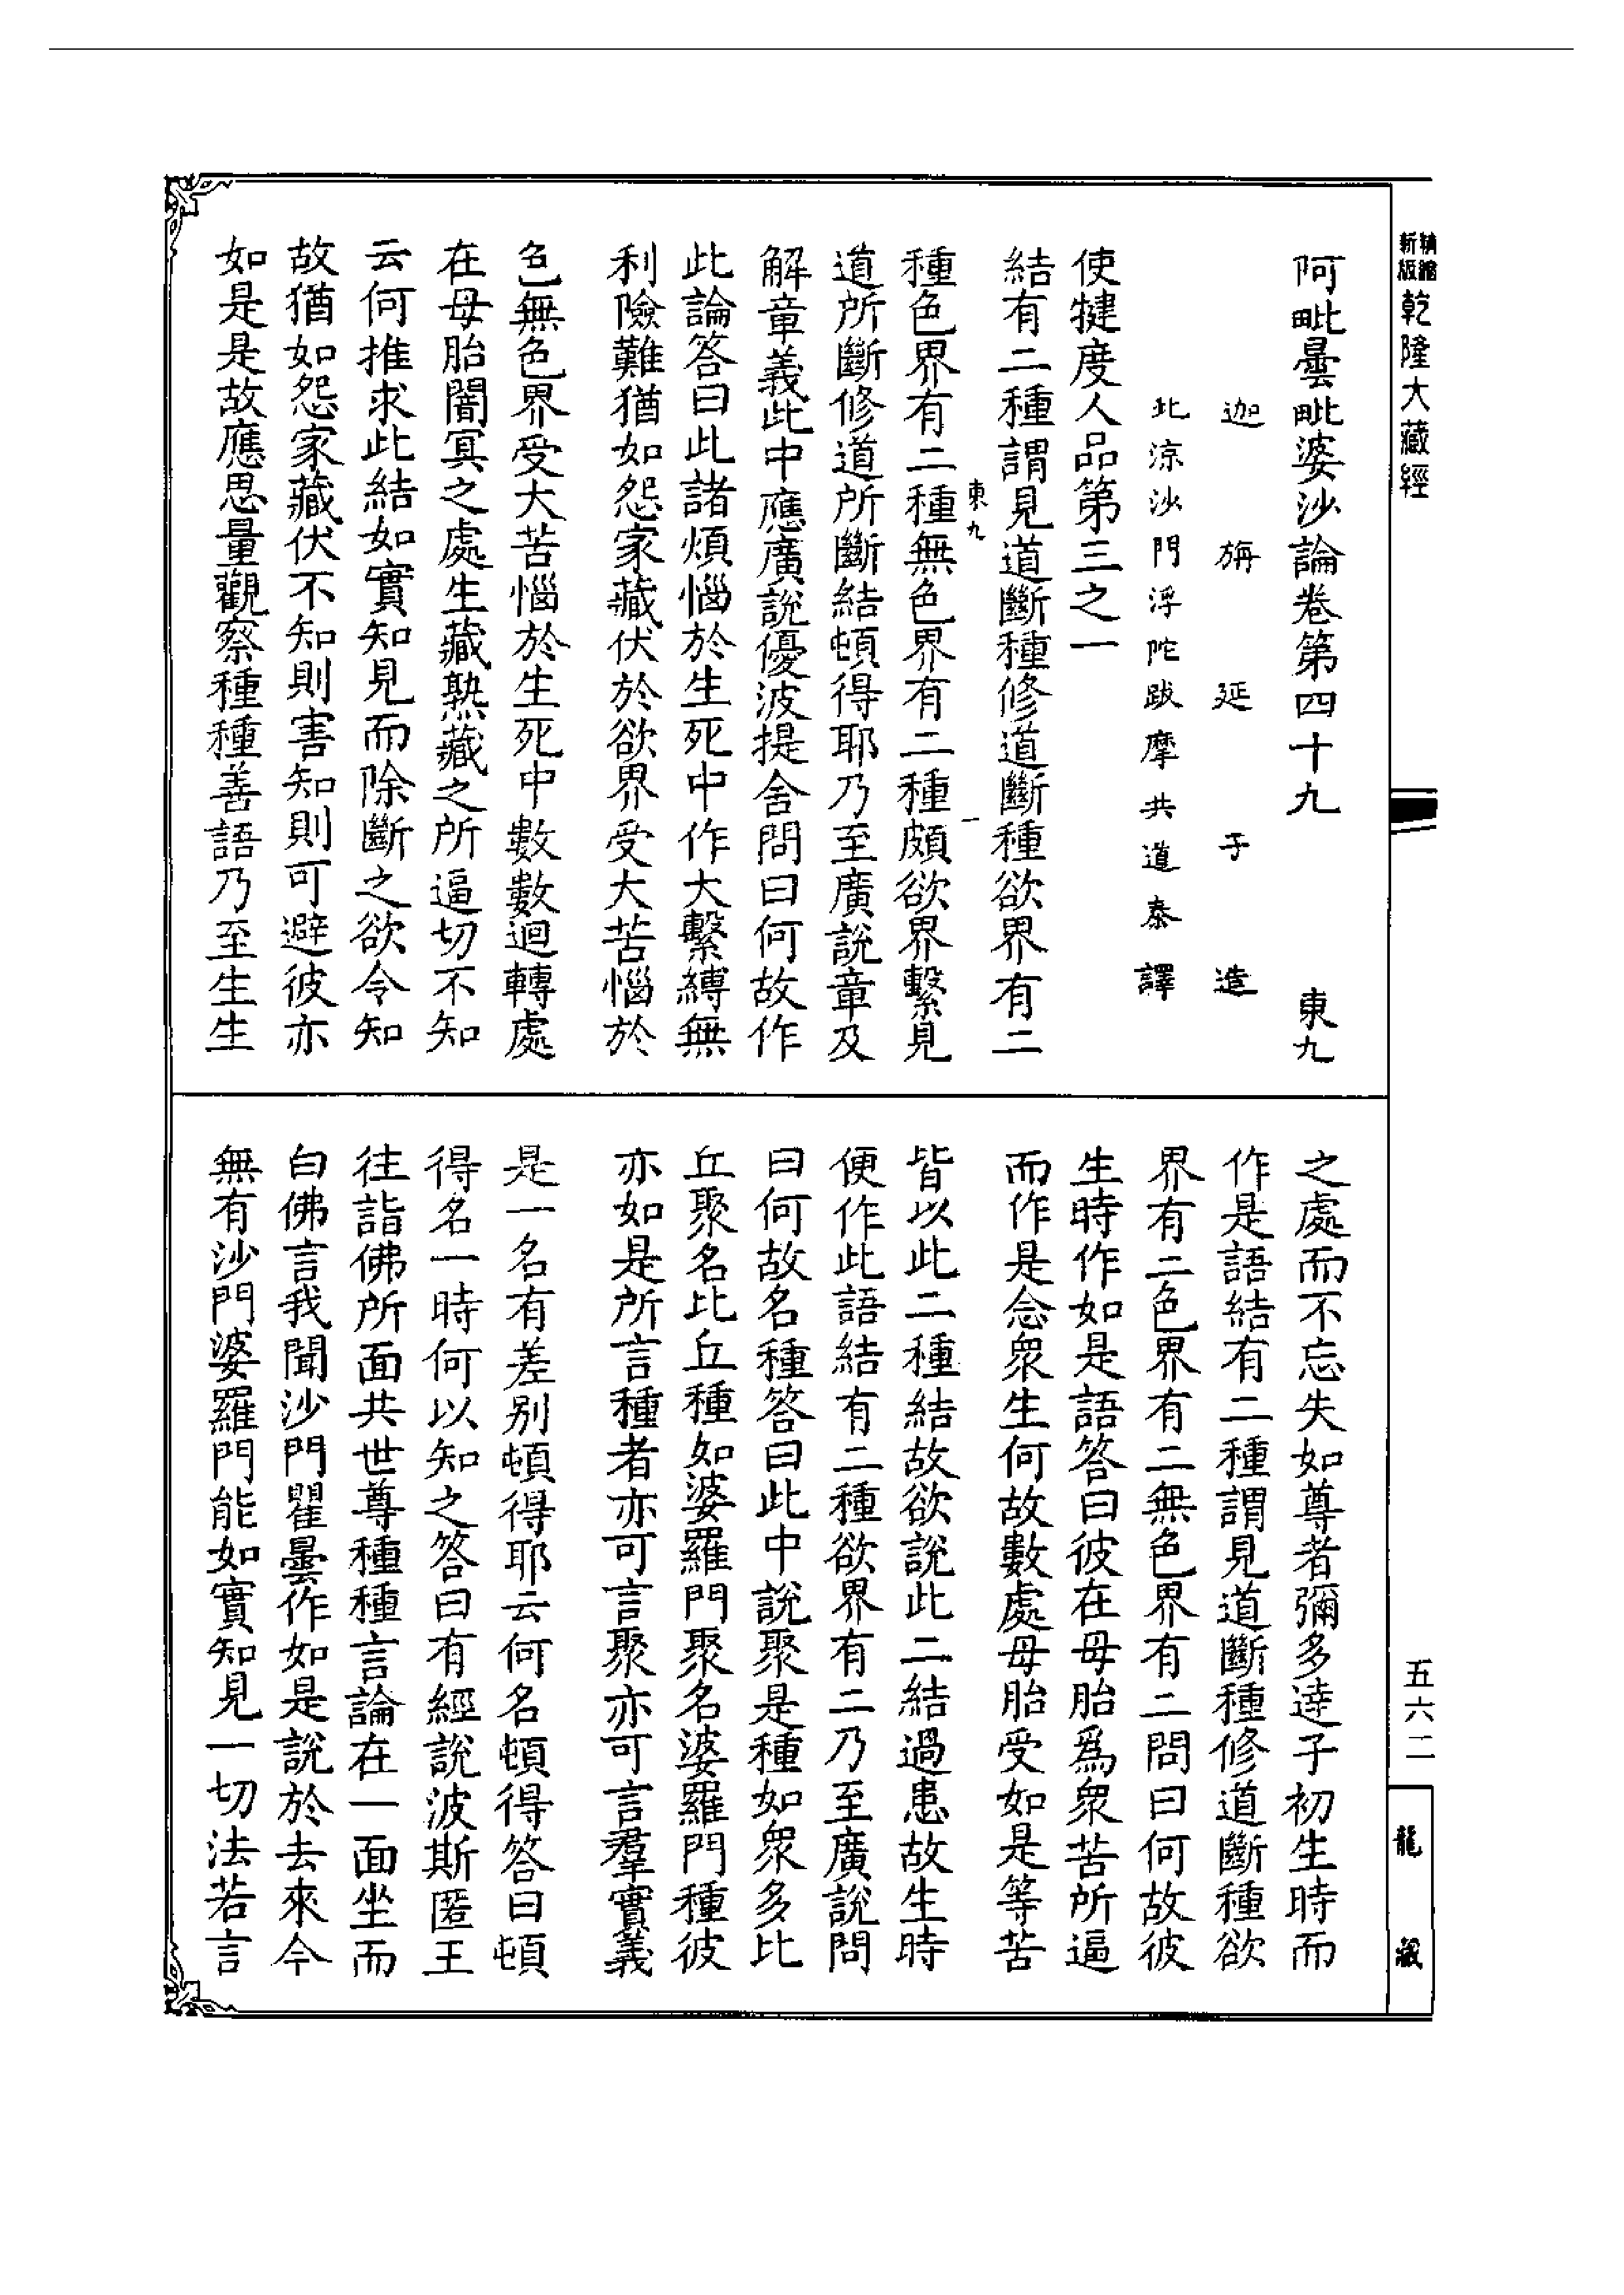 精縮
新版
乾隆大藏經
阿毗曇毗婆沙論卷第四十九 東九
迦旃延子造
北涼沙門浮陀跋摩共道泰譯
使揵度人品第三之一
結有二種謂見道斷種修道斷種欲界有二
種色界有二種無色界有二種頗欲界繫見
東九 一
道所斷修道所斷結頓得耶乃至廣說章及
解章義此中應廣說優波提舍問曰何故作
此論答曰此諸煩惱於生死中作大繫縛無
利險難猶如怨家藏伏於欲界受大苦惱於
色無色界受大苦惱於生死中數數迴轉處
在母胎闇冥之處生藏熟藏之所逼切不知
云何推求此結如實知見而除斷之欲令知
故猶如怨家藏伏不知則害知則可避彼亦
如是是故應思量觀察種種善語乃至生生
之處而不忘失如尊者彌多達子初生時而
作是語結有二種謂見道斷種修道斷種欲
界有二色界有二無色界有二問曰何故彼
生時作如是語答曰彼在母胎為眾苦所逼
而作是念眾生何故數處母胎受如是等苦
皆以此二種結故欲說此二結過患故生時
便作此語結有二種欲界有二乃至廣說問
曰何故名種答曰此中說聚是種如眾多比
丘聚名比丘種如婆羅門聚名婆羅門種彼
亦如是所言種者亦可言聚亦可言羣實義
是一名有差別頓得耶云何名頓得答曰頓
得名一時何以知之答曰有經說波斯匿王
往詣佛所面共世尊種種言論在一面坐而
白佛言我聞沙門瞿曇作如是說於去來今
無有沙門婆羅門能如實知見一切法若言
五六二
龍藏